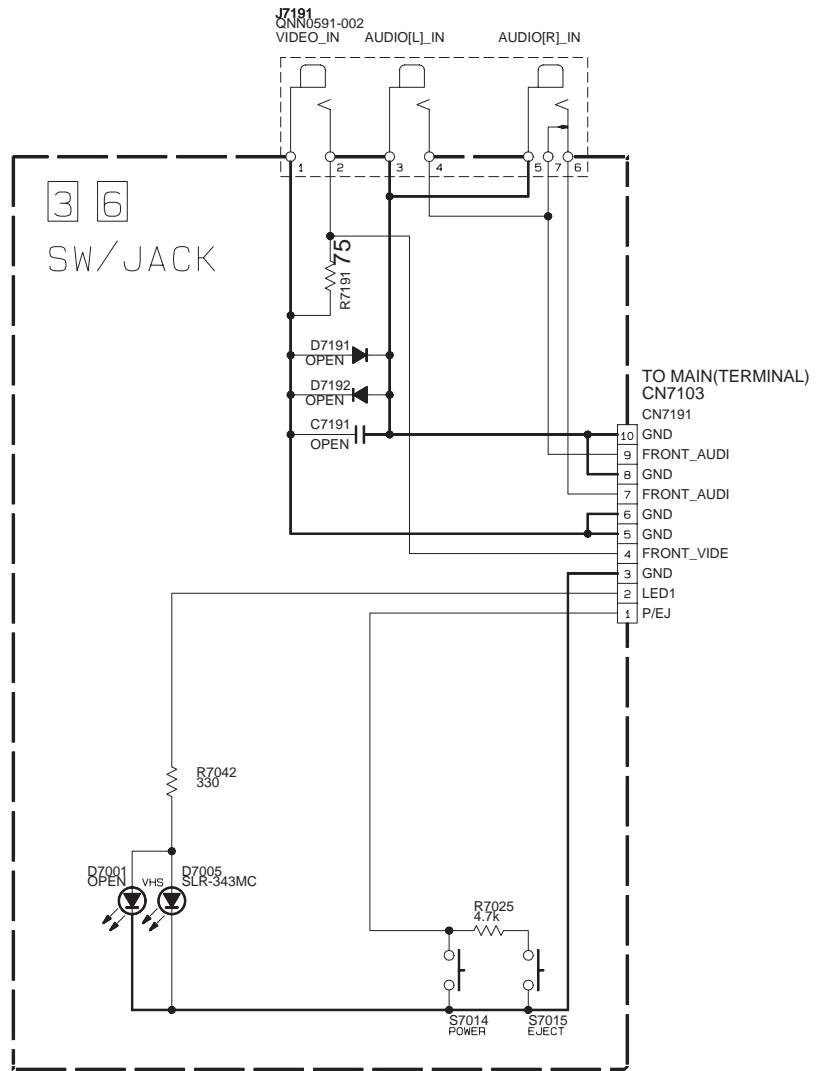 J7191
QNN0591-002
VIDEO_IN AUDIO[L]_IN AUDIO[R]_IN
1 2 3 4 5 7 6
3 6
SW/JACK
75
R7191
D7191
OPEN
D7192
OPEN
C7191
OPEN
TO MAIN(TERMINAL)
CN7103
CN7191
10 GND
9 FRONT_AUDI
8 GND
7 FRONT_AUDI
6 GND
5 GND
4 FRONT_VIDE
3 GND
2 LED1
1 P/EJ
R7042
330
D7001
OPEN
VHS
D7005
SLR-343MC
R7025
4.7k
S7014
POWER
S7015
EJECT